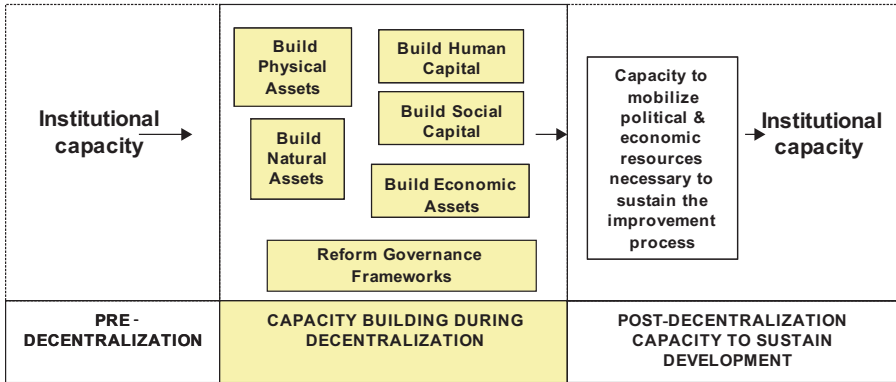 Institutional
capacity
Build
Physical
Assets
Build Human
Capital
Build Social
Capital
Build
Natural
Assets
Build Economic
Assets
Reform Governance
Frameworks
Capacity to
mobilize
political &
economic
resources
necessary to
sustain the
improvement
process
Institutional
capacity
PRE -
DECENTRALIZATION
CAPACITY BUILDING DURING
DECENTRALIZATION
POST-DECENTRALIZATION
CAPACITY TO SUSTAIN
DEVELOPMENT